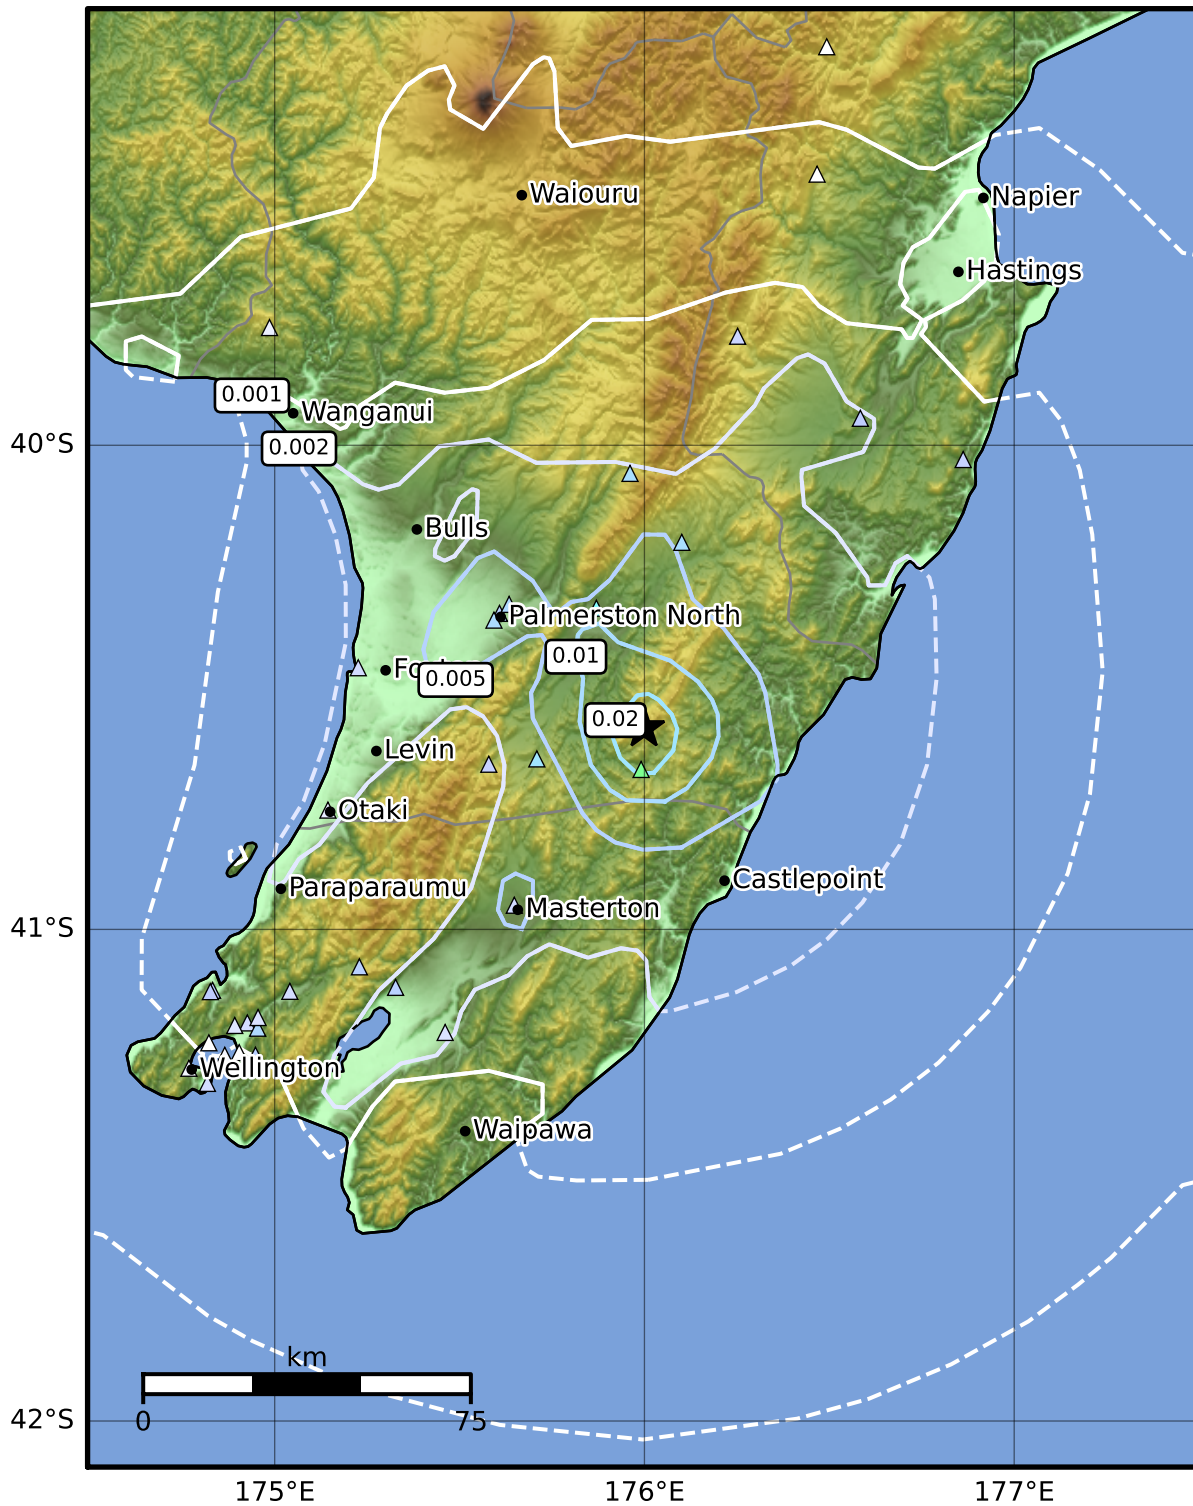 Waiouru
Napier
Hastings
0.001
Wanganui
40°S
0.002
Bulls
Palmerston North
0.01
0.005
0.02
Levin
Otaki
Castlepoint
Paraparaumu
Masterton
41°S
Wellington
Waipawa
km
0
75
42°S
175°E
176°E
177°E